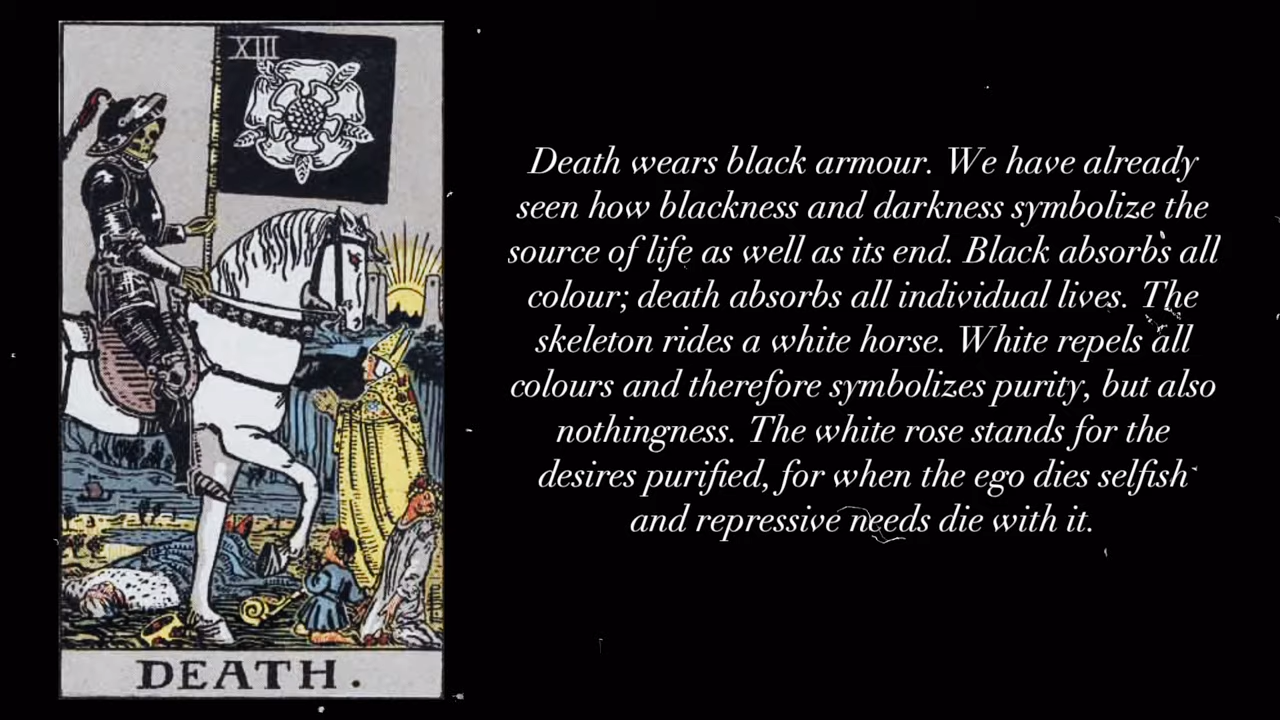 XIII
DEATH.
Death wears black armour. We have already
seen how blackness and darkness symbolize the
source of life as well as its end. Black absorbs all
colour; death absorbs all individual lives. The
skeleton rides a white horse. White repels all
colours and therefore symbolizes purity, but also
nothingness. The white rose stands for the
desires purified, for when the ego dies selfish
and repressive needs die with it.